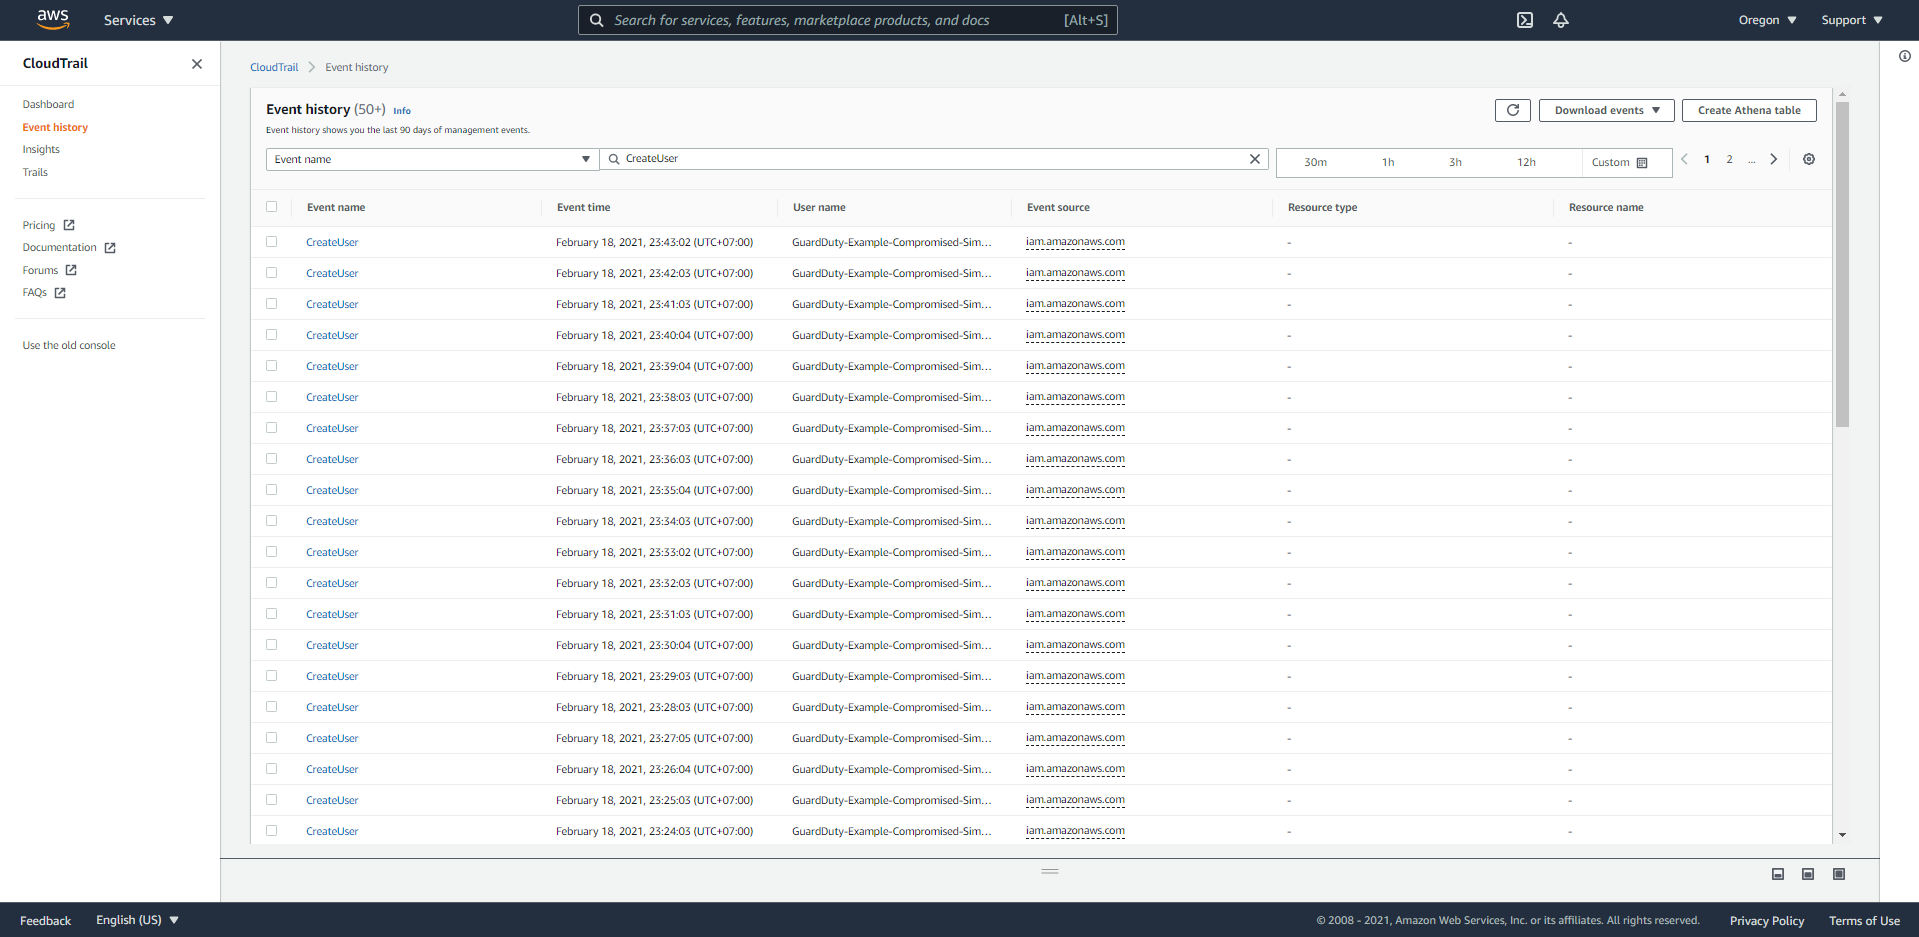 aws
Services
Search for services, features, marketplace products, and docs [Alt+S]
Oregon
Support
CloudTrail
Dashboard
Event history
Insights
Trails
Pricing
Documentation
Forums
FAQs
Use the old console
CloudTrail > Event history
Event history (50+) Info
Event history shows you the last 90 days of management events.
Download events
Create Athena table
Event name
CreateUser
30m 1h 3h 12h Custom
1 2 ...
Event name Event time User name Event source Resource type Resource name
CreateUser February 18, 2021, 23:43:02 (UTC+07:00) GuardDuty-Example-Compromised-Sim... iam.amazonaws.com - -
CreateUser February 18, 2021, 23:42:03 (UTC+07:00) GuardDuty-Example-Compromised-Sim... iam.amazonaws.com - -
CreateUser February 18, 2021, 23:41:03 (UTC+07:00) GuardDuty-Example-Compromised-Sim... iam.amazonaws.com - -
CreateUser February 18, 2021, 23:40:04 (UTC+07:00) GuardDuty-Example-Compromised-Sim... iam.amazonaws.com - -
CreateUser February 18, 2021, 23:39:04 (UTC+07:00) GuardDuty-Example-Compromised-Sim... iam.amazonaws.com - -
CreateUser February 18, 2021, 23:38:03 (UTC+07:00) GuardDuty-Example-Compromised-Sim... iam.amazonaws.com - -
CreateUser February 18, 2021, 23:37:03 (UTC+07:00) GuardDuty-Example-Compromised-Sim... iam.amazonaws.com - -
CreateUser February 18, 2021, 23:36:03 (UTC+07:00) GuardDuty-Example-Compromised-Sim... iam.amazonaws.com - -
CreateUser February 18, 2021, 23:35:04 (UTC+07:00) GuardDuty-Example-Compromised-Sim... iam.amazonaws.com - -
CreateUser February 18, 2021, 23:34:03 (UTC+07:00) GuardDuty-Example-Compromised-Sim... iam.amazonaws.com - -
CreateUser February 18, 2021, 23:33:02 (UTC+07:00) GuardDuty-Example-Compromised-Sim... iam.amazonaws.com - -
CreateUser February 18, 2021, 23:32:03 (UTC+07:00) GuardDuty-Example-Compromised-Sim... iam.amazonaws.com - -
CreateUser February 18, 2021, 23:31:03 (UTC+07:00) GuardDuty-Example-Compromised-Sim... iam.amazonaws.com - -
CreateUser February 18, 2021, 23:30:04 (UTC+07:00) GuardDuty-Example-Compromised-Sim... iam.amazonaws.com - -
CreateUser February 18, 2021, 23:29:03 (UTC+07:00) GuardDuty-Example-Compromised-Sim... iam.amazonaws.com - -
CreateUser February 18, 2021, 23:28:03 (UTC+07:00) GuardDuty-Example-Compromised-Sim... iam.amazonaws.com - -
CreateUser February 18, 2021, 23:27:05 (UTC+07:00) GuardDuty-Example-Compromised-Sim... iam.amazonaws.com - -
CreateUser February 18, 2021, 23:26:04 (UTC+07:00) GuardDuty-Example-Compromised-Sim... iam.amazonaws.com - -
CreateUser February 18, 2021, 23:25:03 (UTC+07:00) GuardDuty-Example-Compromised-Sim... iam.amazonaws.com - -
CreateUser February 18, 2021, 23:24:03 (UTC+07:00) GuardDuty-Example-Compromised-Sim... iam.amazonaws.com - -
Feedback
English (US)
© 2008 - 2021, Amazon Web Services, Inc. or its affiliates. All rights reserved.
Privacy Policy
Terms of Use